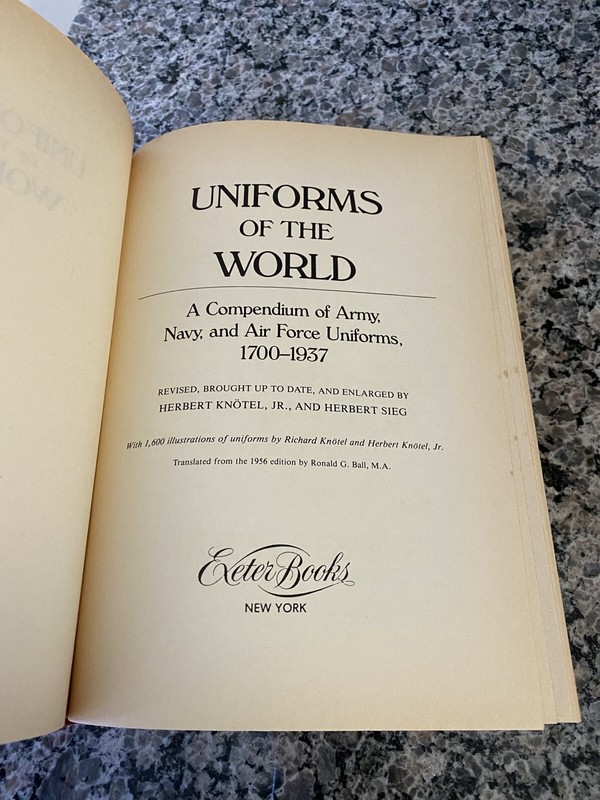 UNIFORMS
OF THE
WORLD
A Compendium of Army,
Navy, and Air Force Uniforms,
1700–1937
REVISED, BROUGHT UP TO DATE, AND ENLARGED BY
HERBERT KNÖTEL, JR., AND HERBERT SIEG
With 1,600 illustrations of uniforms by Richard Knötel and Herbert Knötel, Jr.
Translated from the 1956 edition by Ronald G. Ball, M.A.
Exeter Books
NEW YORK